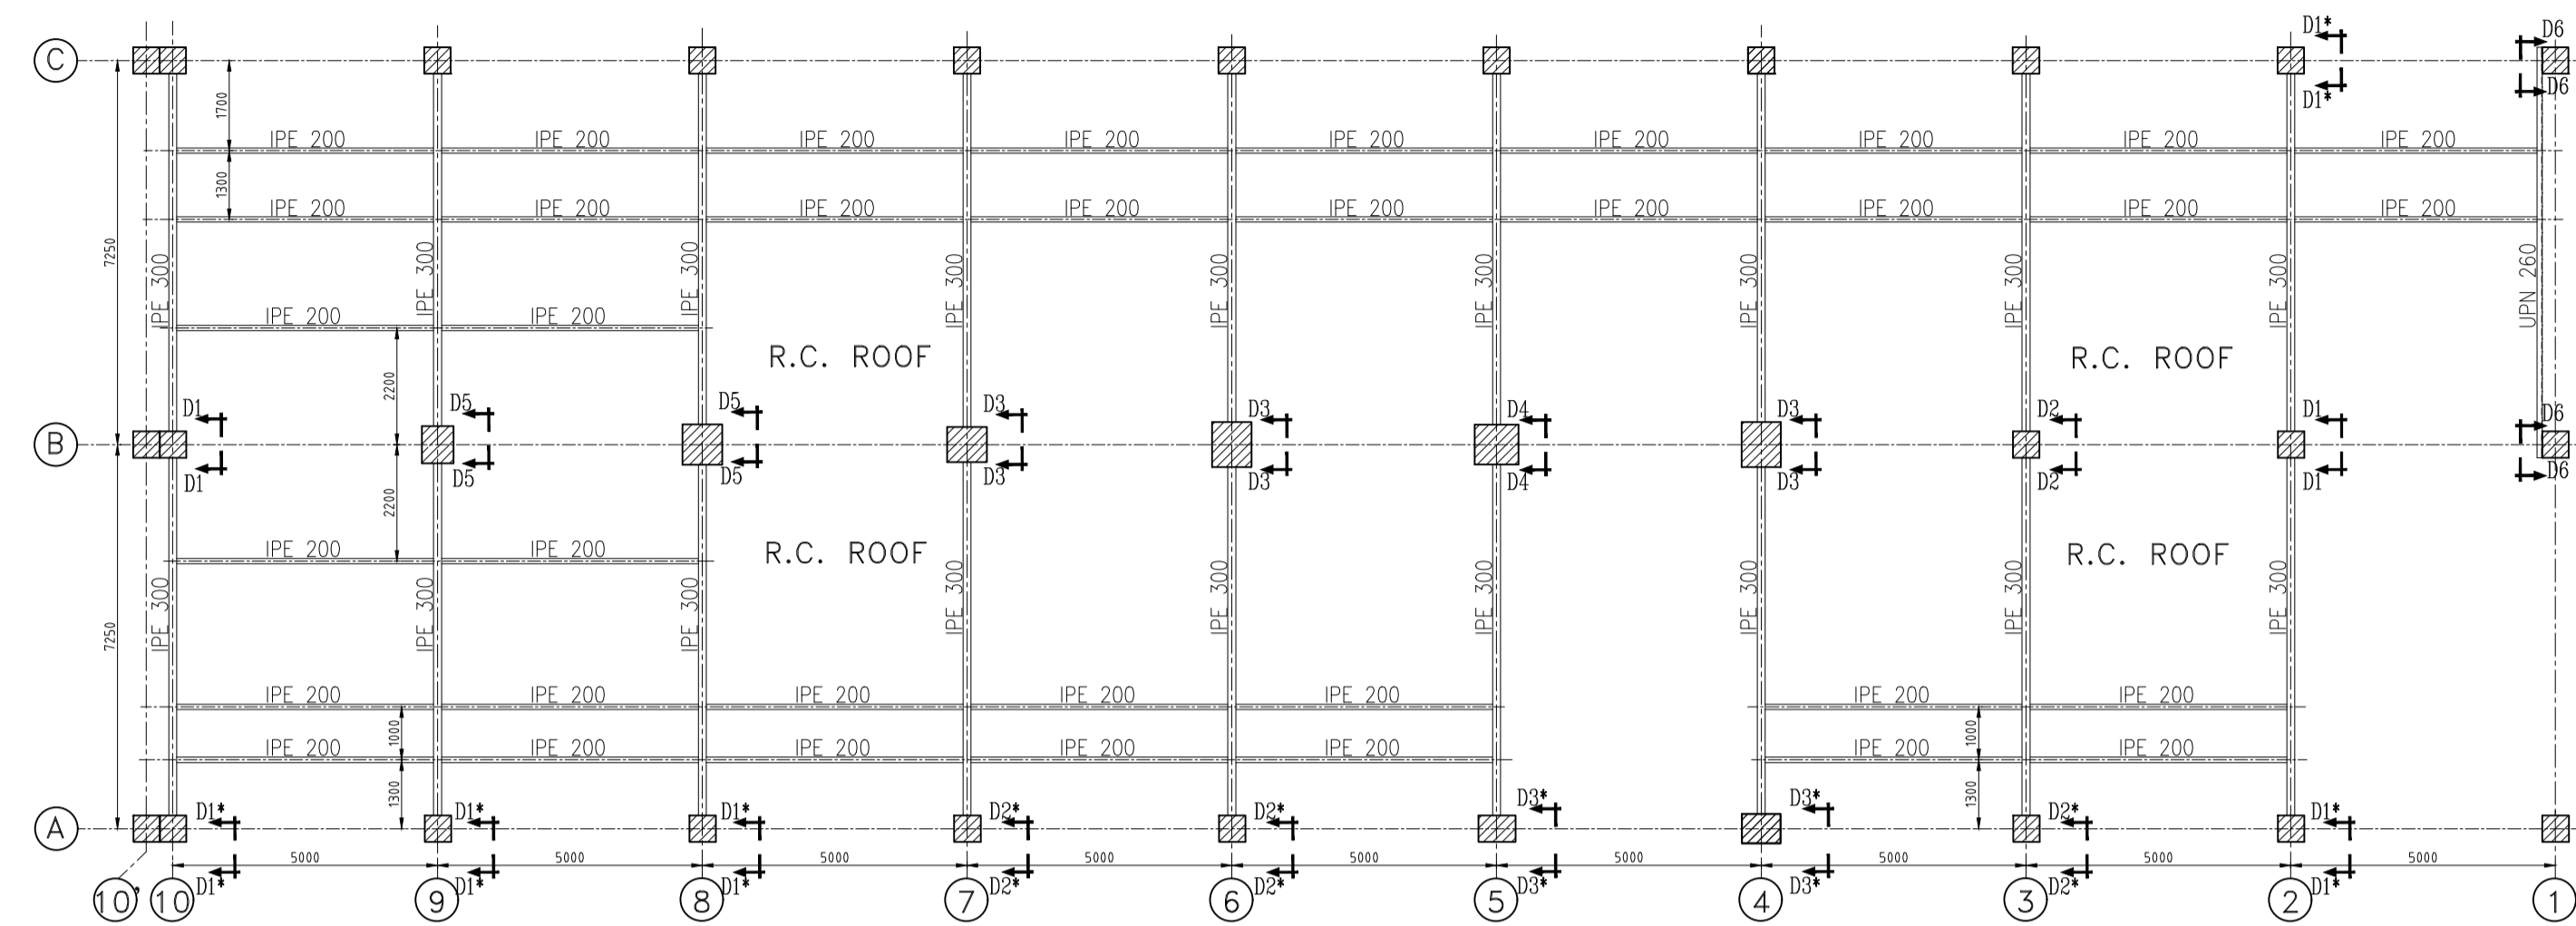 D1* D6
C
D1* D6
1700
IPE 200 IPE 200 IPE 200 IPE 200 IPE 200 IPE 200 IPE 200 IPE 200 IPE 200
1300
IPE 200 IPE 200 IPE 200 IPE 200 IPE 200 IPE 200 IPE 200 IPE 200 IPE 200
7250
IPE 300 IPE 300 IPE 300 IPE 300 IPE 300 IPE 300 IPE 300 IPE 300 IPE 300 UPN 260
IPE 200 IPE 200
R.C. ROOF R.C. ROOF
2200
D1 D5 D5 D3 D3 D4 D3 D2 D1 D6
B
D1 D5 D5 D3 D3 D4 D3 D2 D1 D6
2200
IPE 200 IPE 200
R.C. ROOF R.C. ROOF
7250
IPE 300 IPE 300 IPE 300 IPE 300 IPE 300 IPE 300 IPE 300 IPE 300 IPE 300
IPE 200 IPE 200 IPE 200 IPE 200 IPE 200 IPE 200 IPE 200
1000 1000
IPE 200 IPE 200 IPE 200 IPE 200 IPE 200 IPE 200 IPE 200
1300 1300
D1* D1* D1* D2* D2* D3* D3* D2* D1*
A
5000 5000 5000 5000 5000 5000 5000 5000 5000
D1* D1* D1* D2* D2* D3* D3* D2* D1*
10' 10 9 8 7 6 5 4 3 2 1